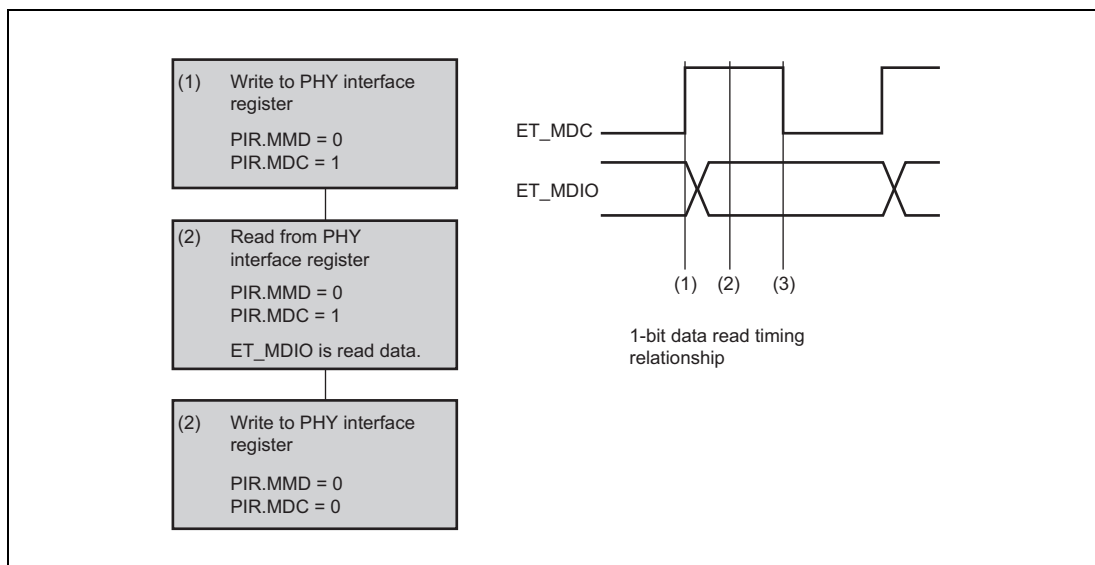 (1) Write to PHY interface
register
PIR.MMD = 0
PIR.MDC = 1
(2) Read from PHY
interface register
PIR.MMD = 0
PIR.MDC = 1
ET_MDIO is read data.
(2) Write to PHY interface
register
PIR.MMD = 0
PIR.MDC = 0
ET_MDC
ET_MDIO
(1) (2) (3)
1-bit data read timing
relationship